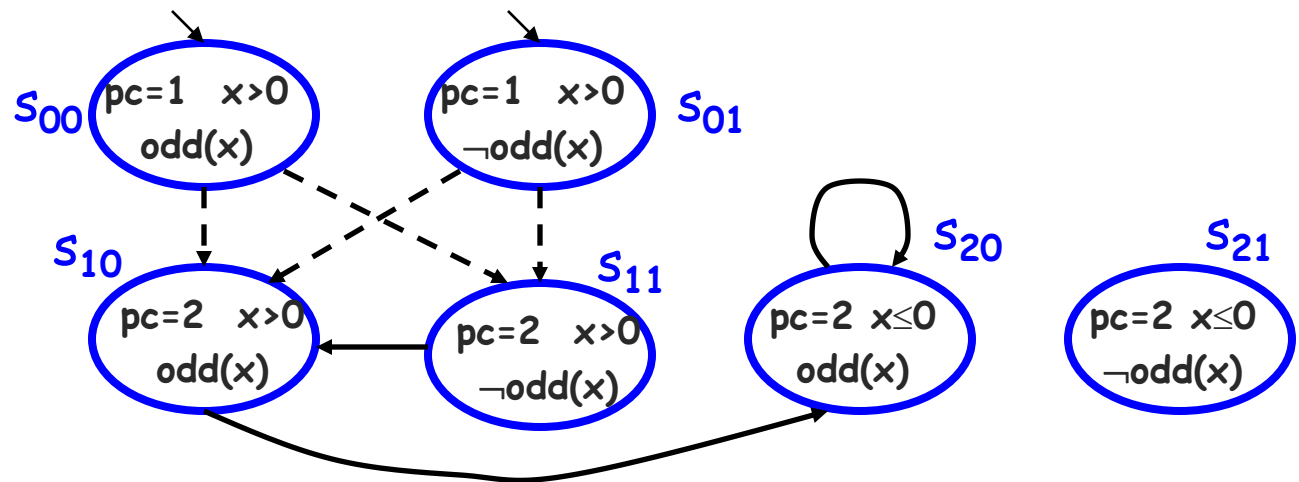 S00
pc=1 x>0
odd(x)
pc=1 x>0
¬odd(x)
S01
S10
pc=2 x>0
odd(x)
S11
pc=2 x>0
¬odd(x)
S20
pc=2 x≤0
odd(x)
S21
pc=2 x≤0
¬odd(x)